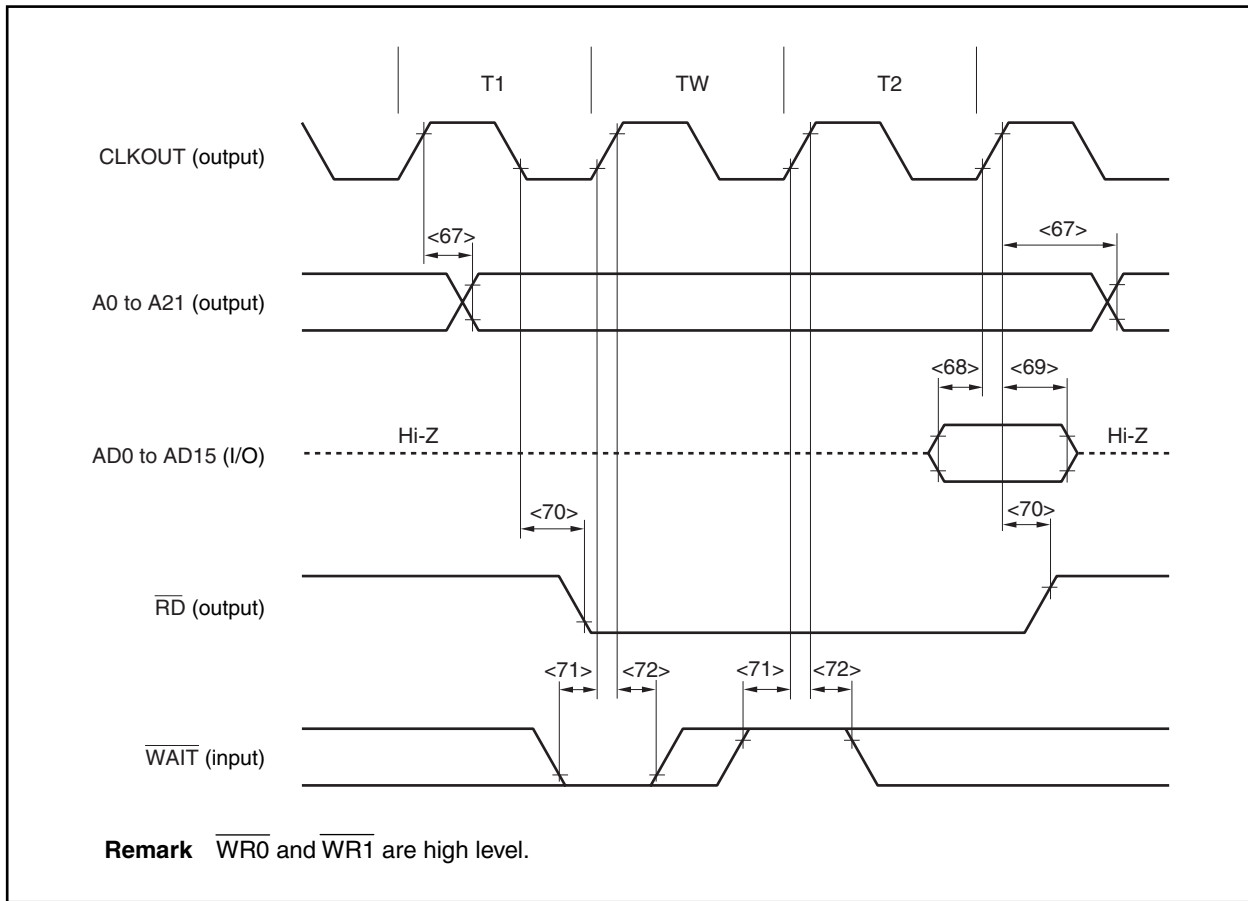 T1 TW T2
CLKOUT (output)
<67> <67>
A0 to A21 (output)
<68> <69>
Hi-Z Hi-Z
AD0 to AD15 (I/O)
<70> <70>
RD (output)
<71> <72> <71> <72>
WAIT (input)
Remark WR0 and WR1 are high level.